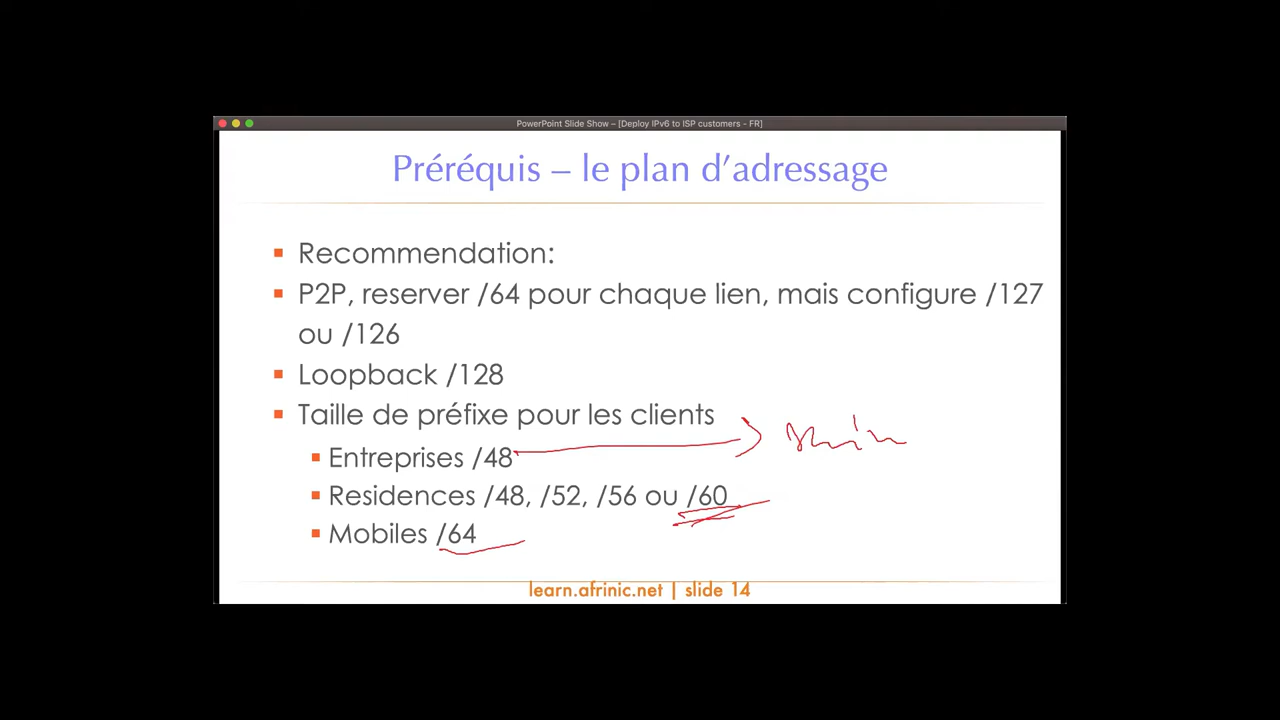 PowerPoint Slide Show – [Deploy IPv6 to ISP customers - FR]
Préréquis – le plan d'adressage
Recommendation:
P2P, reserver /64 pour chaque lien, mais configure /127
ou /126
Loopback /128
Taille de préfixe pour les clients
Entreprises /48
Residences /48, /52, /56 ou /60
Mobiles /64
learn.afrinic.net | slide 14